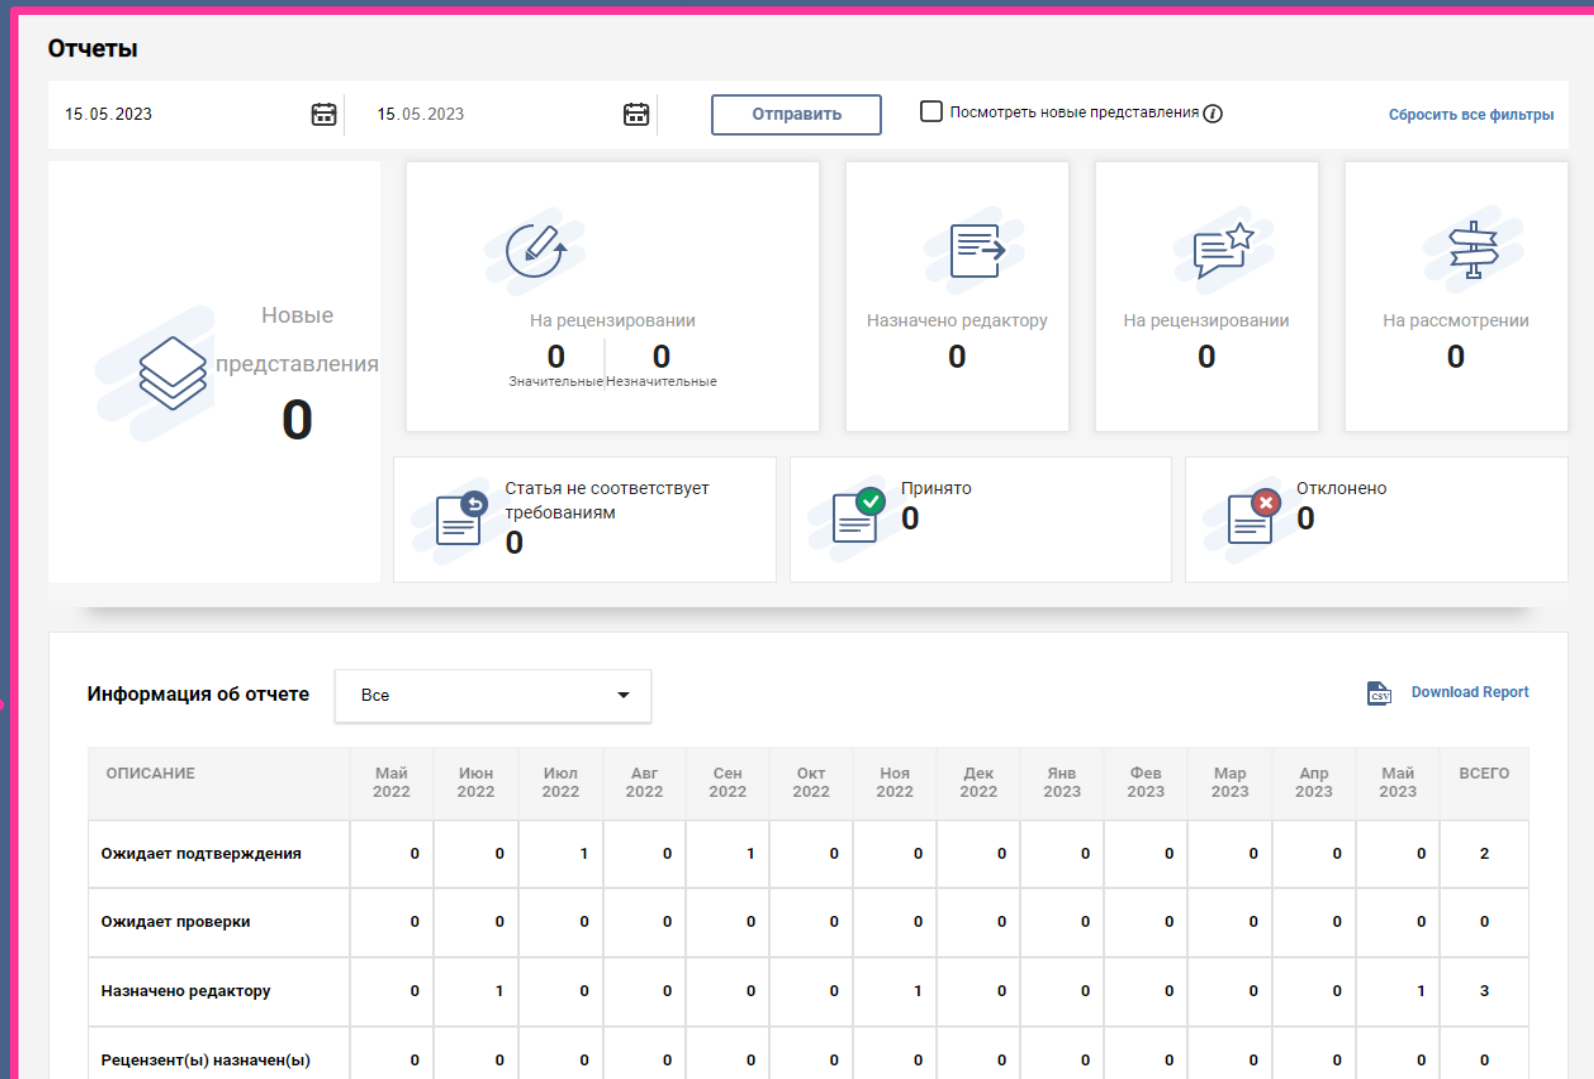 Отчеты
15.05.2023 15.05.2023 Отправить Посмотреть новые представления i Сбросить все фильтры
Новые
представления
0
На рецензировании
0 0
Значительные Незначительные
Назначено редактору
0
На рецензировании
0
На рассмотрении
0
Статья не соответствует
требованиям
0
Принято
0
Отклонено
0
Информация об отчете Все CSV Download Report
ОПИСАНИЕ Май 2022 Июн 2022 Июл 2022 Авг 2022 Сен 2022 Окт 2022 Ноя 2022 Дек 2022 Янв 2023 Фев 2023 Мар 2023 Апр 2023 Май 2023 ВСЕГО
Ожидает подтверждения 0 0 1 0 1 0 0 0 0 0 0 0 0 2
Ожидает проверки 0 0 0 0 0 0 0 0 0 0 0 0 0 0
Назначено редактору 0 1 0 0 0 0 1 0 0 0 0 0 1 3
Рецензент(ы) назначен(ы) 0 0 0 0 0 0 0 0 0 0 0 0 0 0